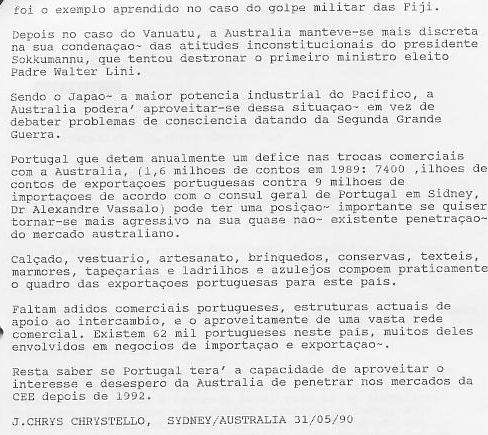 foi o exemplo aprendido no caso do golpe militar das Fiji.
Depois no caso do Vanuatu, a Australia manteve-se mais discreta
na sua condenaçao~ das atitudes inconstitucionais do presidente
Sokkumannu, que tentou destronar o primeiro ministro eleito
Padre Walter Lini.
Sendo o Japao~ a maior potencia industrial do Pacifico, a
Australia podera' aproveitar-se dessa situaçao~ em vez de
debater problemas de consciencia datando da Segunda Grande
Guerra.
Portugal que detem anualmente um defice nas trocas comerciais
com a Australia, (1,6 milhoes de contos em 1989: 7400 ,ilhoes de
contos de exportaçoes portuguesas contra 9 milhoes de
importaçoes de acordo com o consul geral de Portugal em Sidney,
Dr Alexandre Vassalo) pode ter uma posiçao~ importante se quiser
tornar-se mais agressivo na sua quase nao~ existente penetraçao~
do mercado australiano.
Calçado, vestuario, artesanato, brinquedos, conservas, texteis,
marmores, tapeçarias e ladrilhos e azulejos compoem praticamente
o quadro das exportaçoes portuguesas para este pais.
Faltam adidos comerciais portugueses, estruturas actuais de
apoio ao intercambio, e o aproveitamente de uma vasta rede
comercial. Existem 62 mil portugueses neste pais, muitos deles
envolvidos em negocios de importaçao e exportaçao~.
Resta saber se Portugal tera' a capacidade de aproveitar o
interesse e desespero da Australia de penetrar nos mercados da
CEE depois de 1992.
J.CHRYS CHRYSTELLO, SYDNEY/AUSTRALIA 31/05/90